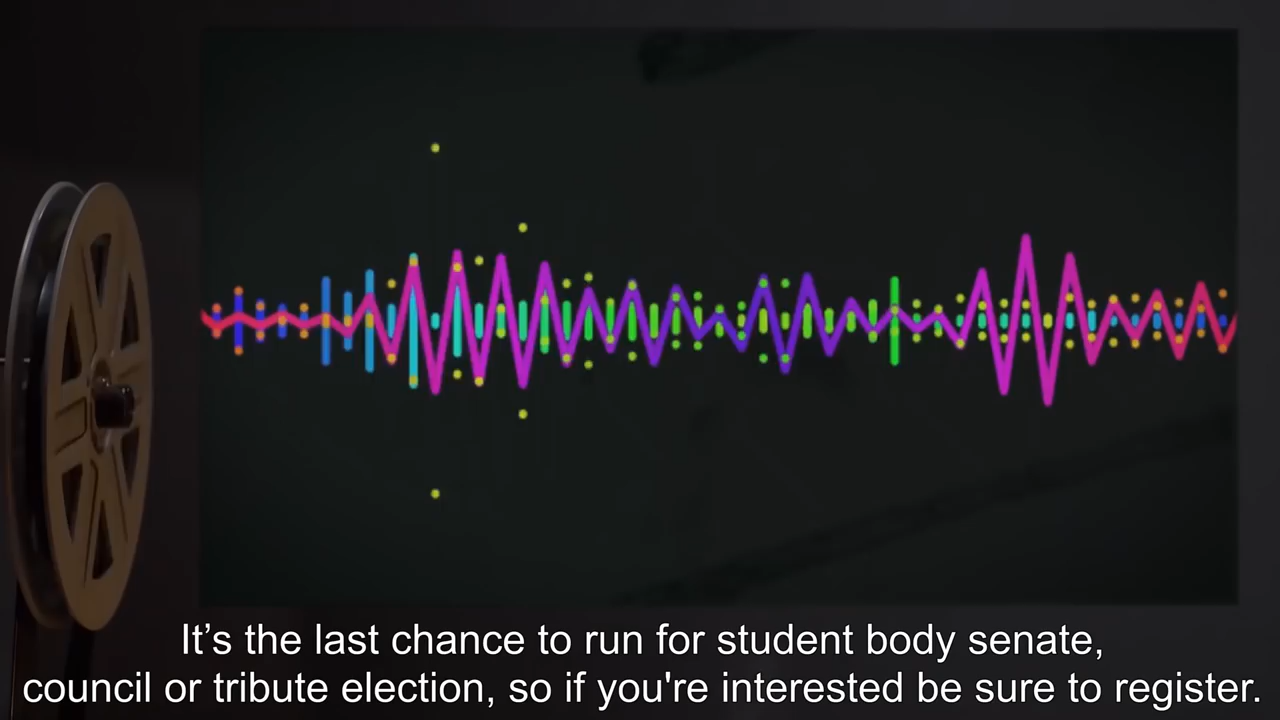 It’s the last chance to run for student body senate,
council or tribute election, so if you're interested be sure to register.